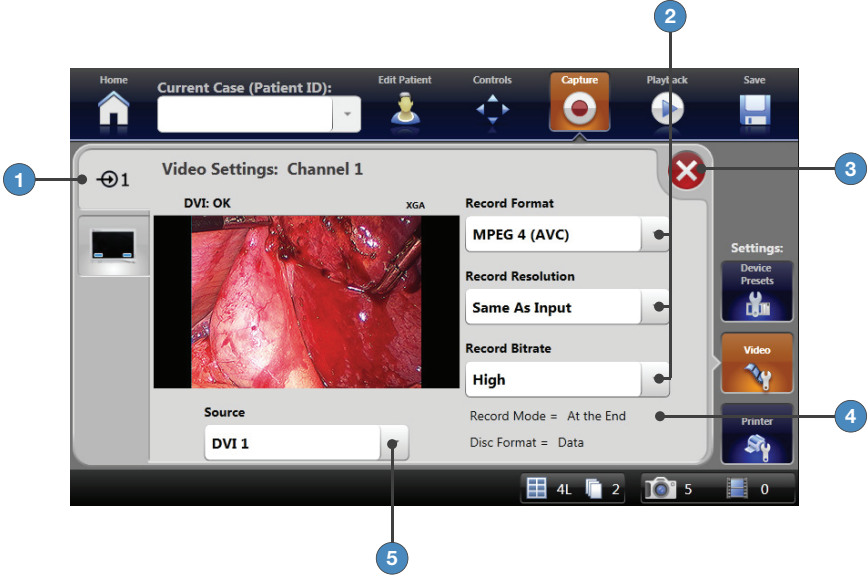 2
Home
Current Case (Patient ID):
Edit Patient
Controls
Capture
Playback
Save
1
1
Video Settings: Channel 1
3
DVI: OK
XGA
Record Format
MPEG 4 (AVC)
Record Resolution
Same As Input
Record Bitrate
High
Settings:
Device
Presets
Video
Printer
Source
DVI 1
Record Mode = At the End
4
Disc Format = Data
4L
2
5
0
5